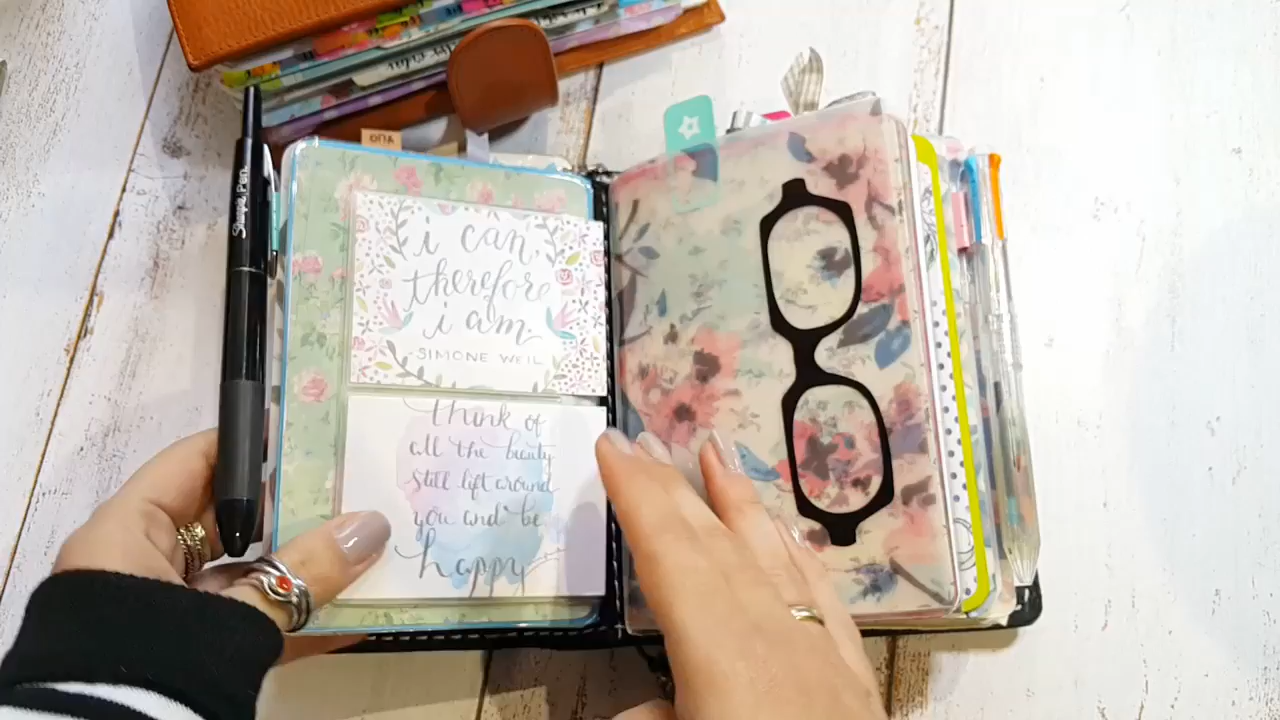 AUG
Sharpie. Pen.
i can,
therefore
i am.
-SIMONE WEIL
think of
all the beauty
still left around
you and be
happy